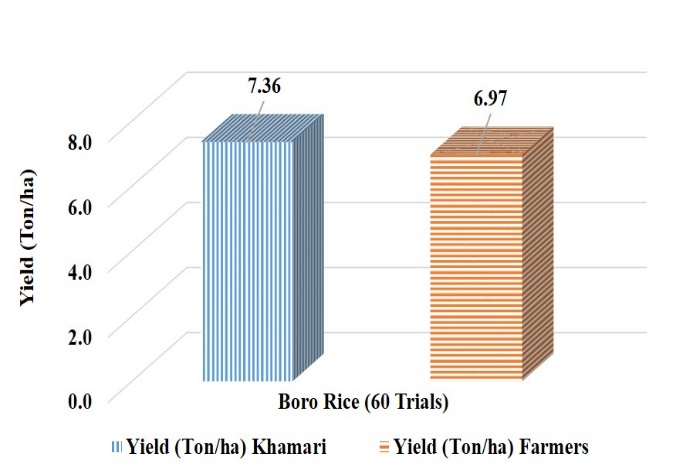 7.36
6.97
8.0
6.0
4.0
2.0
0.0
Yield (Ton/ha)
Boro Rice (60 Trials)
Yield (Ton/ha) Khamari
Yield (Ton/ha) Farmers